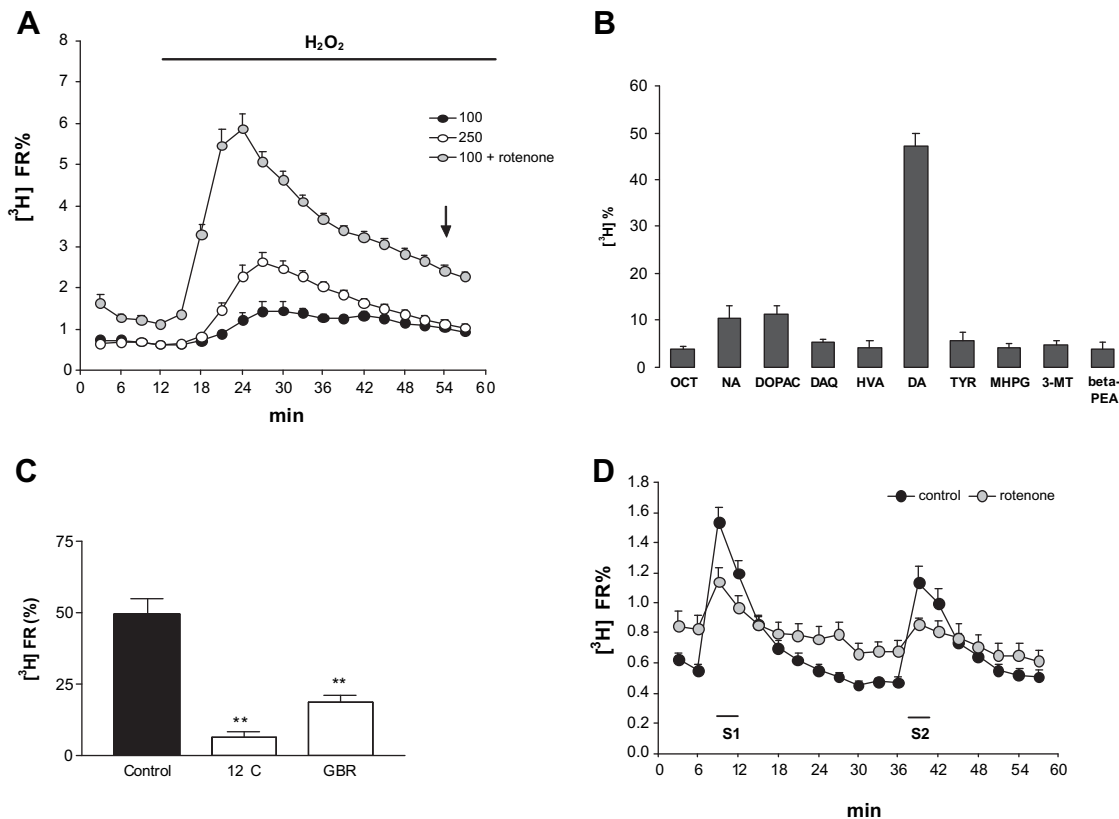 A
H₂O₂
[³H] FR%
8
7
6
5
4
3
2
1
0
100
250
100 + rotenone
0 6 12 18 24 30 36 42 48 54 60
min
B
[³H] %
60
50
40
30
20
10
0
OCT NA DOPAC DAQ HVA DA TYR MHPG 3-MT beta-PEA
C
[³H] FR (%)
75
50
25
0
** **
Control 12 C GBR
D
[³H] FR%
1.8
1.6
1.4
1.2
1.0
0.8
0.6
0.4
0.2
0.0
control rotenone
S1 S2
0 6 12 18 24 30 36 42 48 54 60
min